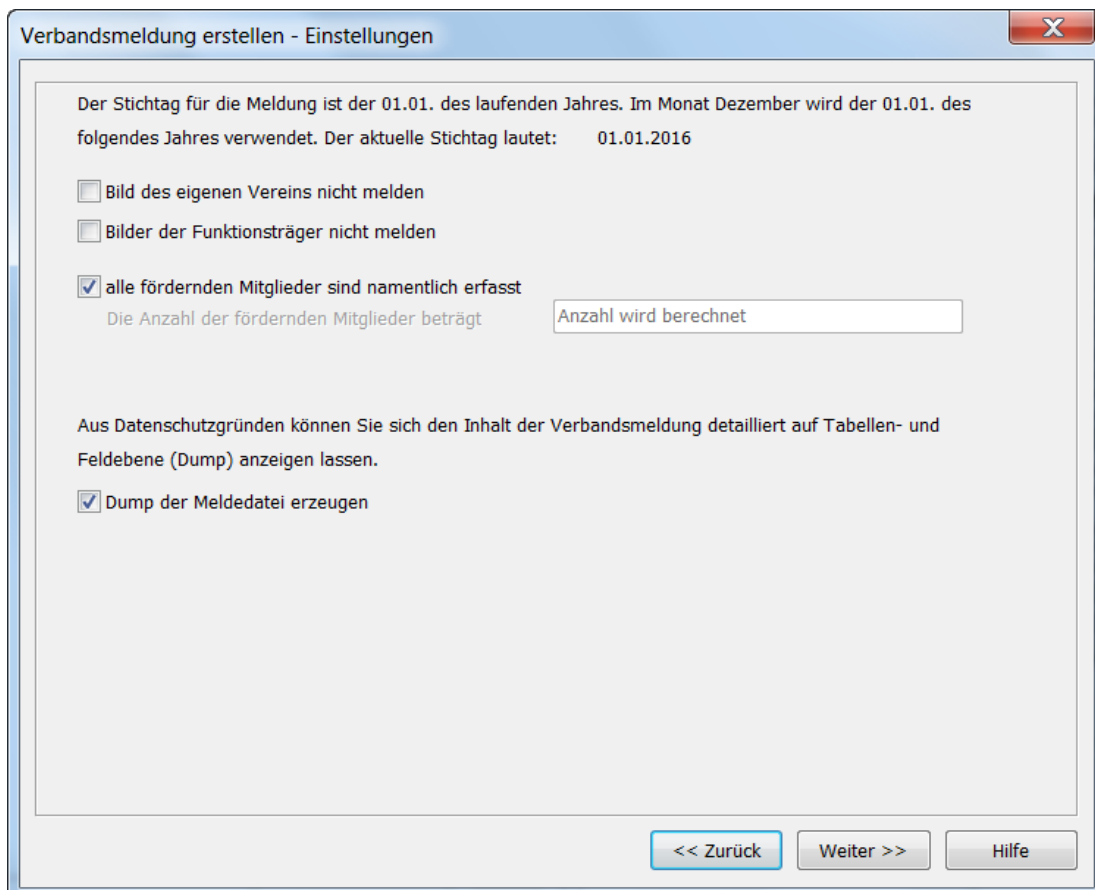 Verbandsmeldung erstellen - Einstellungen
Der Stichtag für die Meldung ist der 01.01. des laufenden Jahres. Im Monat Dezember wird der 01.01. des
folgendes Jahres verwendet. Der aktuelle Stichtag lautet: 01.01.2016
Bild des eigenen Vereins nicht melden
Bilder der Funktionsträger nicht melden
alle fördernden Mitglieder sind namentlich erfasst
Die Anzahl der fördernden Mitglieder beträgt Anzahl wird berechnet
Aus Datenschutzgründen können Sie sich den Inhalt der Verbandsmeldung detailliert auf Tabellen- und
Feldebene (Dump) anzeigen lassen.
Dump der Meldedatei erzeugen
<< Zurück Weiter >> Hilfe